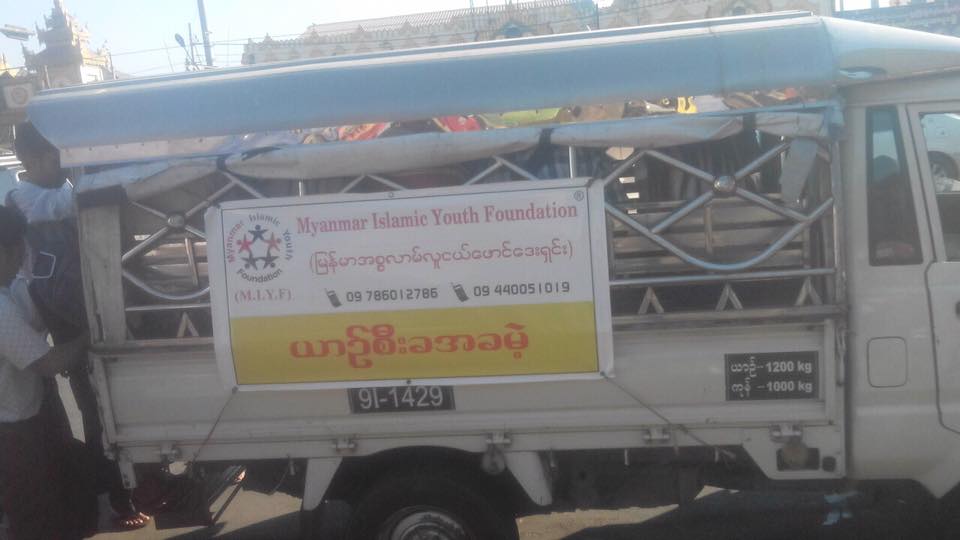 Myanmar Islamic Youth Foundation ®
Myanmar Islamic Youth
Foundation
(M.I.Y.F)
(မြန်မာအစ္စလာမ်လူငယ်ဖောင်ဒေးရှင်း)
09 786012786 09 440051019
ယာဉ်စီးခအခမဲ့
9I-1429
ယာဉ် - 1200 kg
ကုန် - 1000 kg